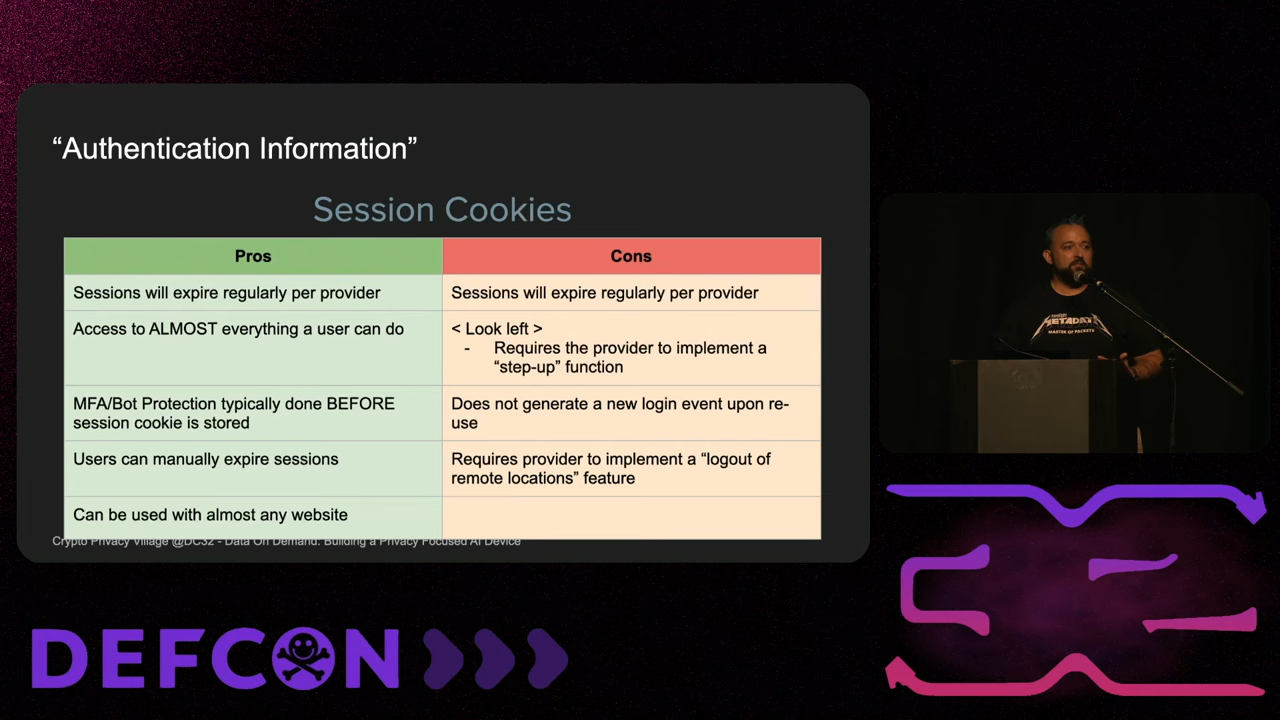 “Authentication Information”
Session Cookies
Pros
Cons
Sessions will expire regularly per provider
Sessions will expire regularly per provider
Access to ALMOST everything a user can do
< Look left >
- Requires the provider to implement a
“step-up” function
MFA/Bot Protection typically done BEFORE
session cookie is stored
Does not generate a new login event upon re-
use
Users can manually expire sessions
Requires provider to implement a “logout of
remote locations” feature
Can be used with almost any website
Crypto Privacy Village @DC32 - Data On Demand: Building a Privacy Focused AI Device
METADATA
MASTER OF PACKETS
DEFCON